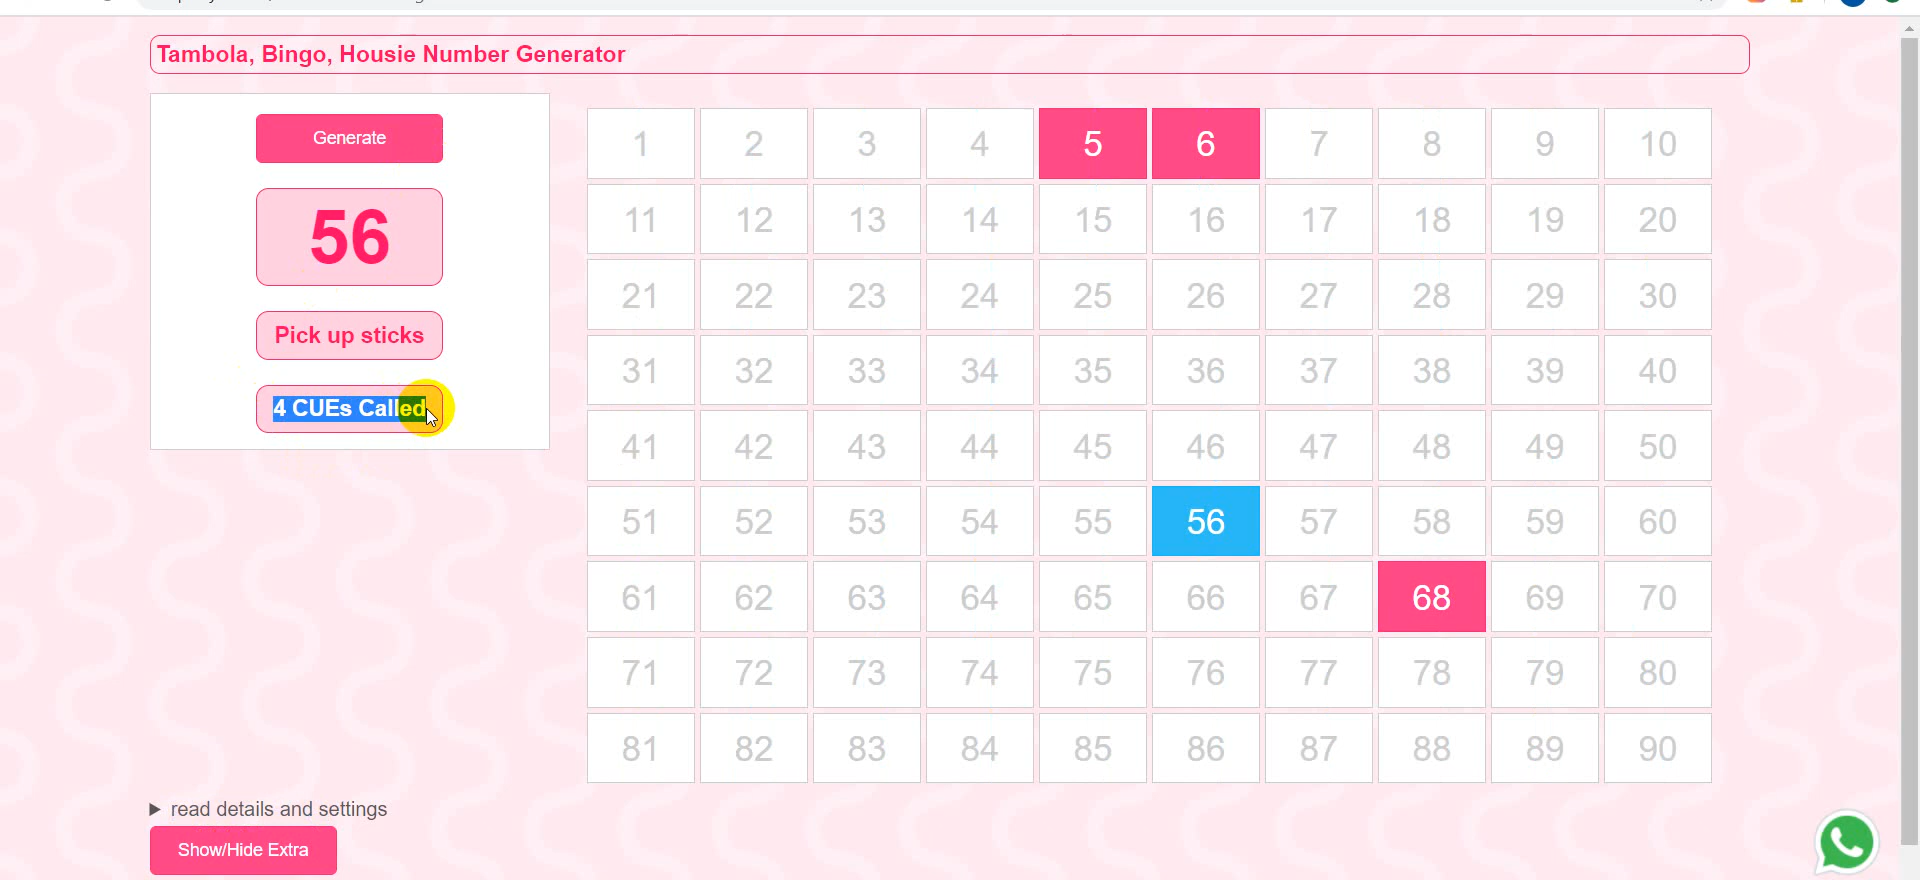 Tambola, Bingo, Housie Number Generator
Generate
56
Pick up sticks
4 CUEs Called
1 2 3 4 5 6 7 8 9 10
11 12 13 14 15 16 17 18 19 20
21 22 23 24 25 26 27 28 29 30
31 32 33 34 35 36 37 38 39 40
41 42 43 44 45 46 47 48 49 50
51 52 53 54 55 56 57 58 59 60
61 62 63 64 65 66 67 68 69 70
71 72 73 74 75 76 77 78 79 80
81 82 83 84 85 86 87 88 89 90
read details and settings
Show/Hide Extra